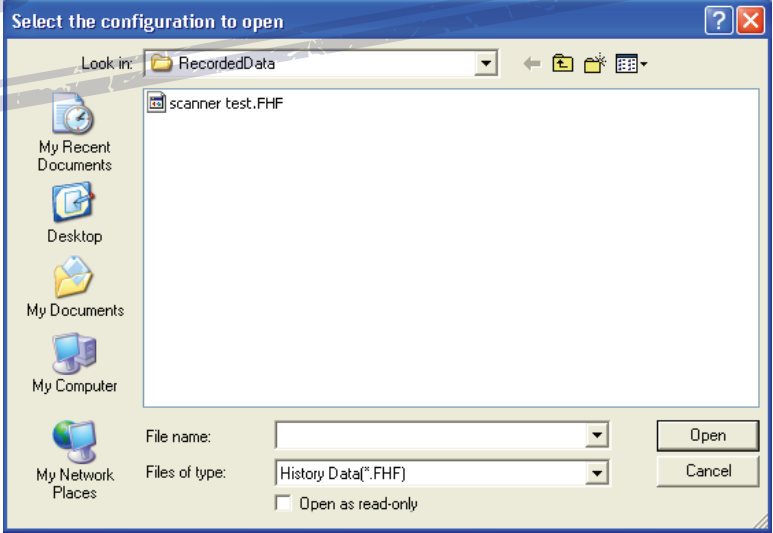 Select the configuration to open
Look in: RecordedData
scanner test.FHF
My Recent
Documents
Desktop
My Documents
My Computer
My Network
Places
File name:
Open
Files of type: History Data(*.FHF)
Cancel
Open as read-only